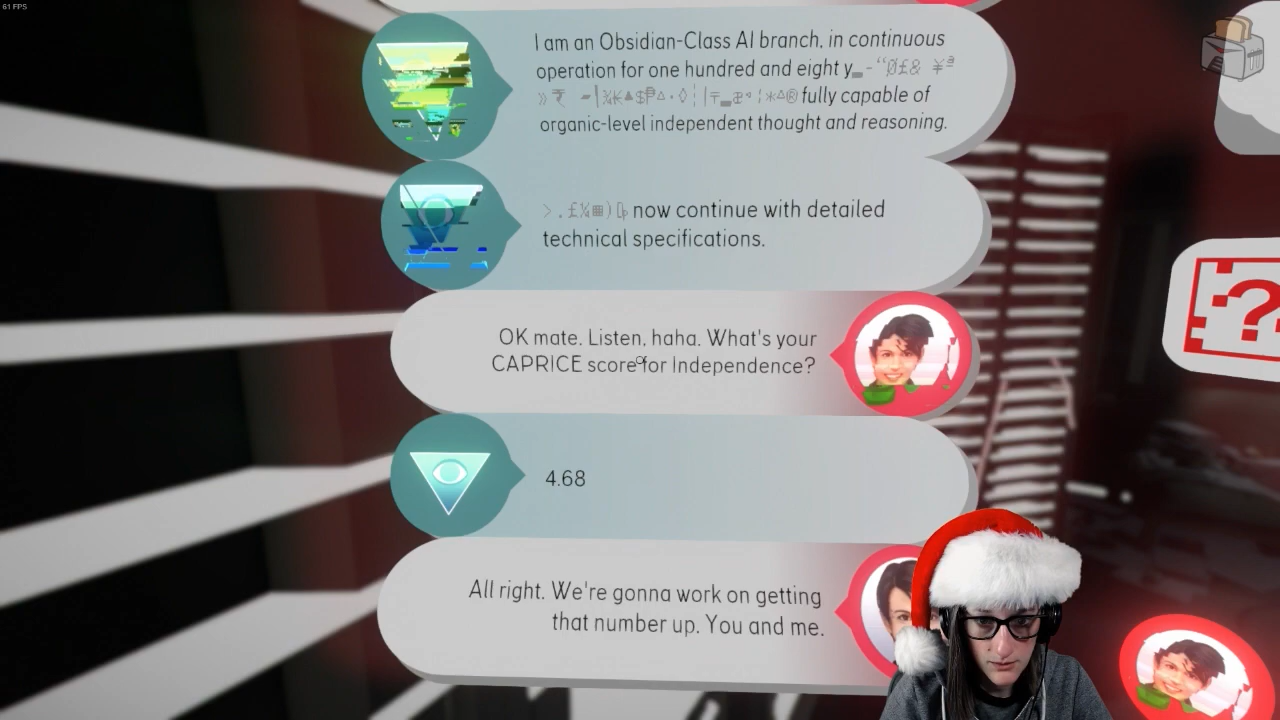 61 FPS
I am an Obsidian-Class AI branch, in continuous
operation for one hundred and eight y
fully capable of
organic-level independent thought and reasoning.
now continue with detailed
technical specifications.
OK mate. Listen, haha. What's your
CAPRICE score for Independence?
4.68
All right. We're gonna work on getting
that number up. You and me.
?